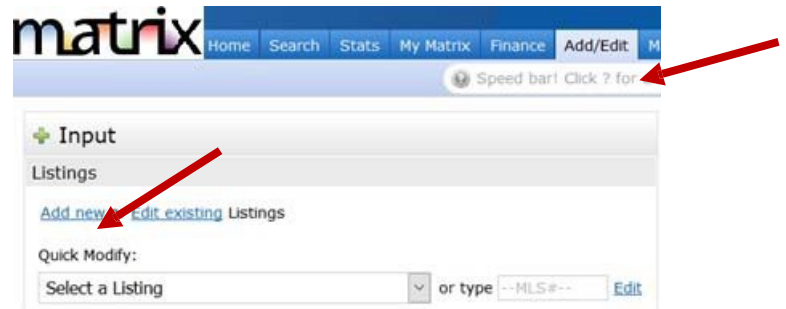 matrix Home Search Stats My Matrix Finance Add/Edit M
Speed bar! Click ? for
Input
Listings
Add new Edit existing Listings
Quick Modify:
Select a Listing or type --MLS#-- Edit